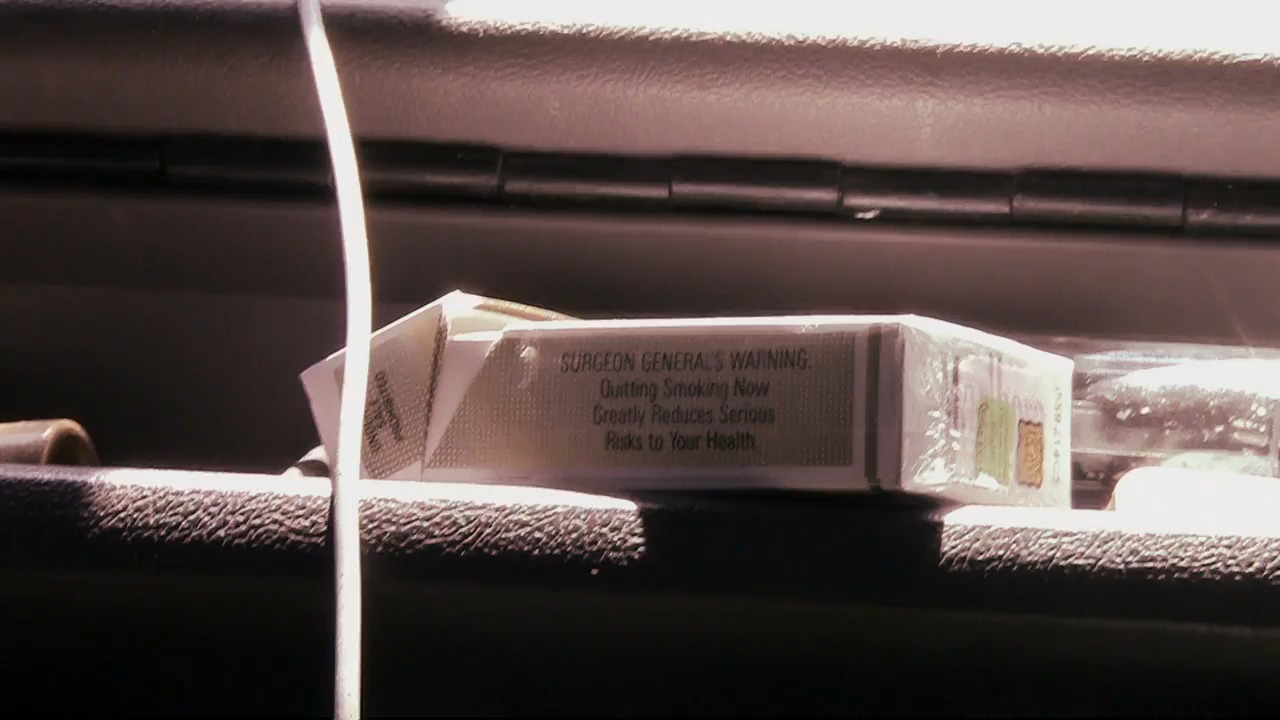 SURGEON GENERAL'S WARNING:
Quitting Smoking Now
Greatly Reduces Serious
Risks to Your Health.